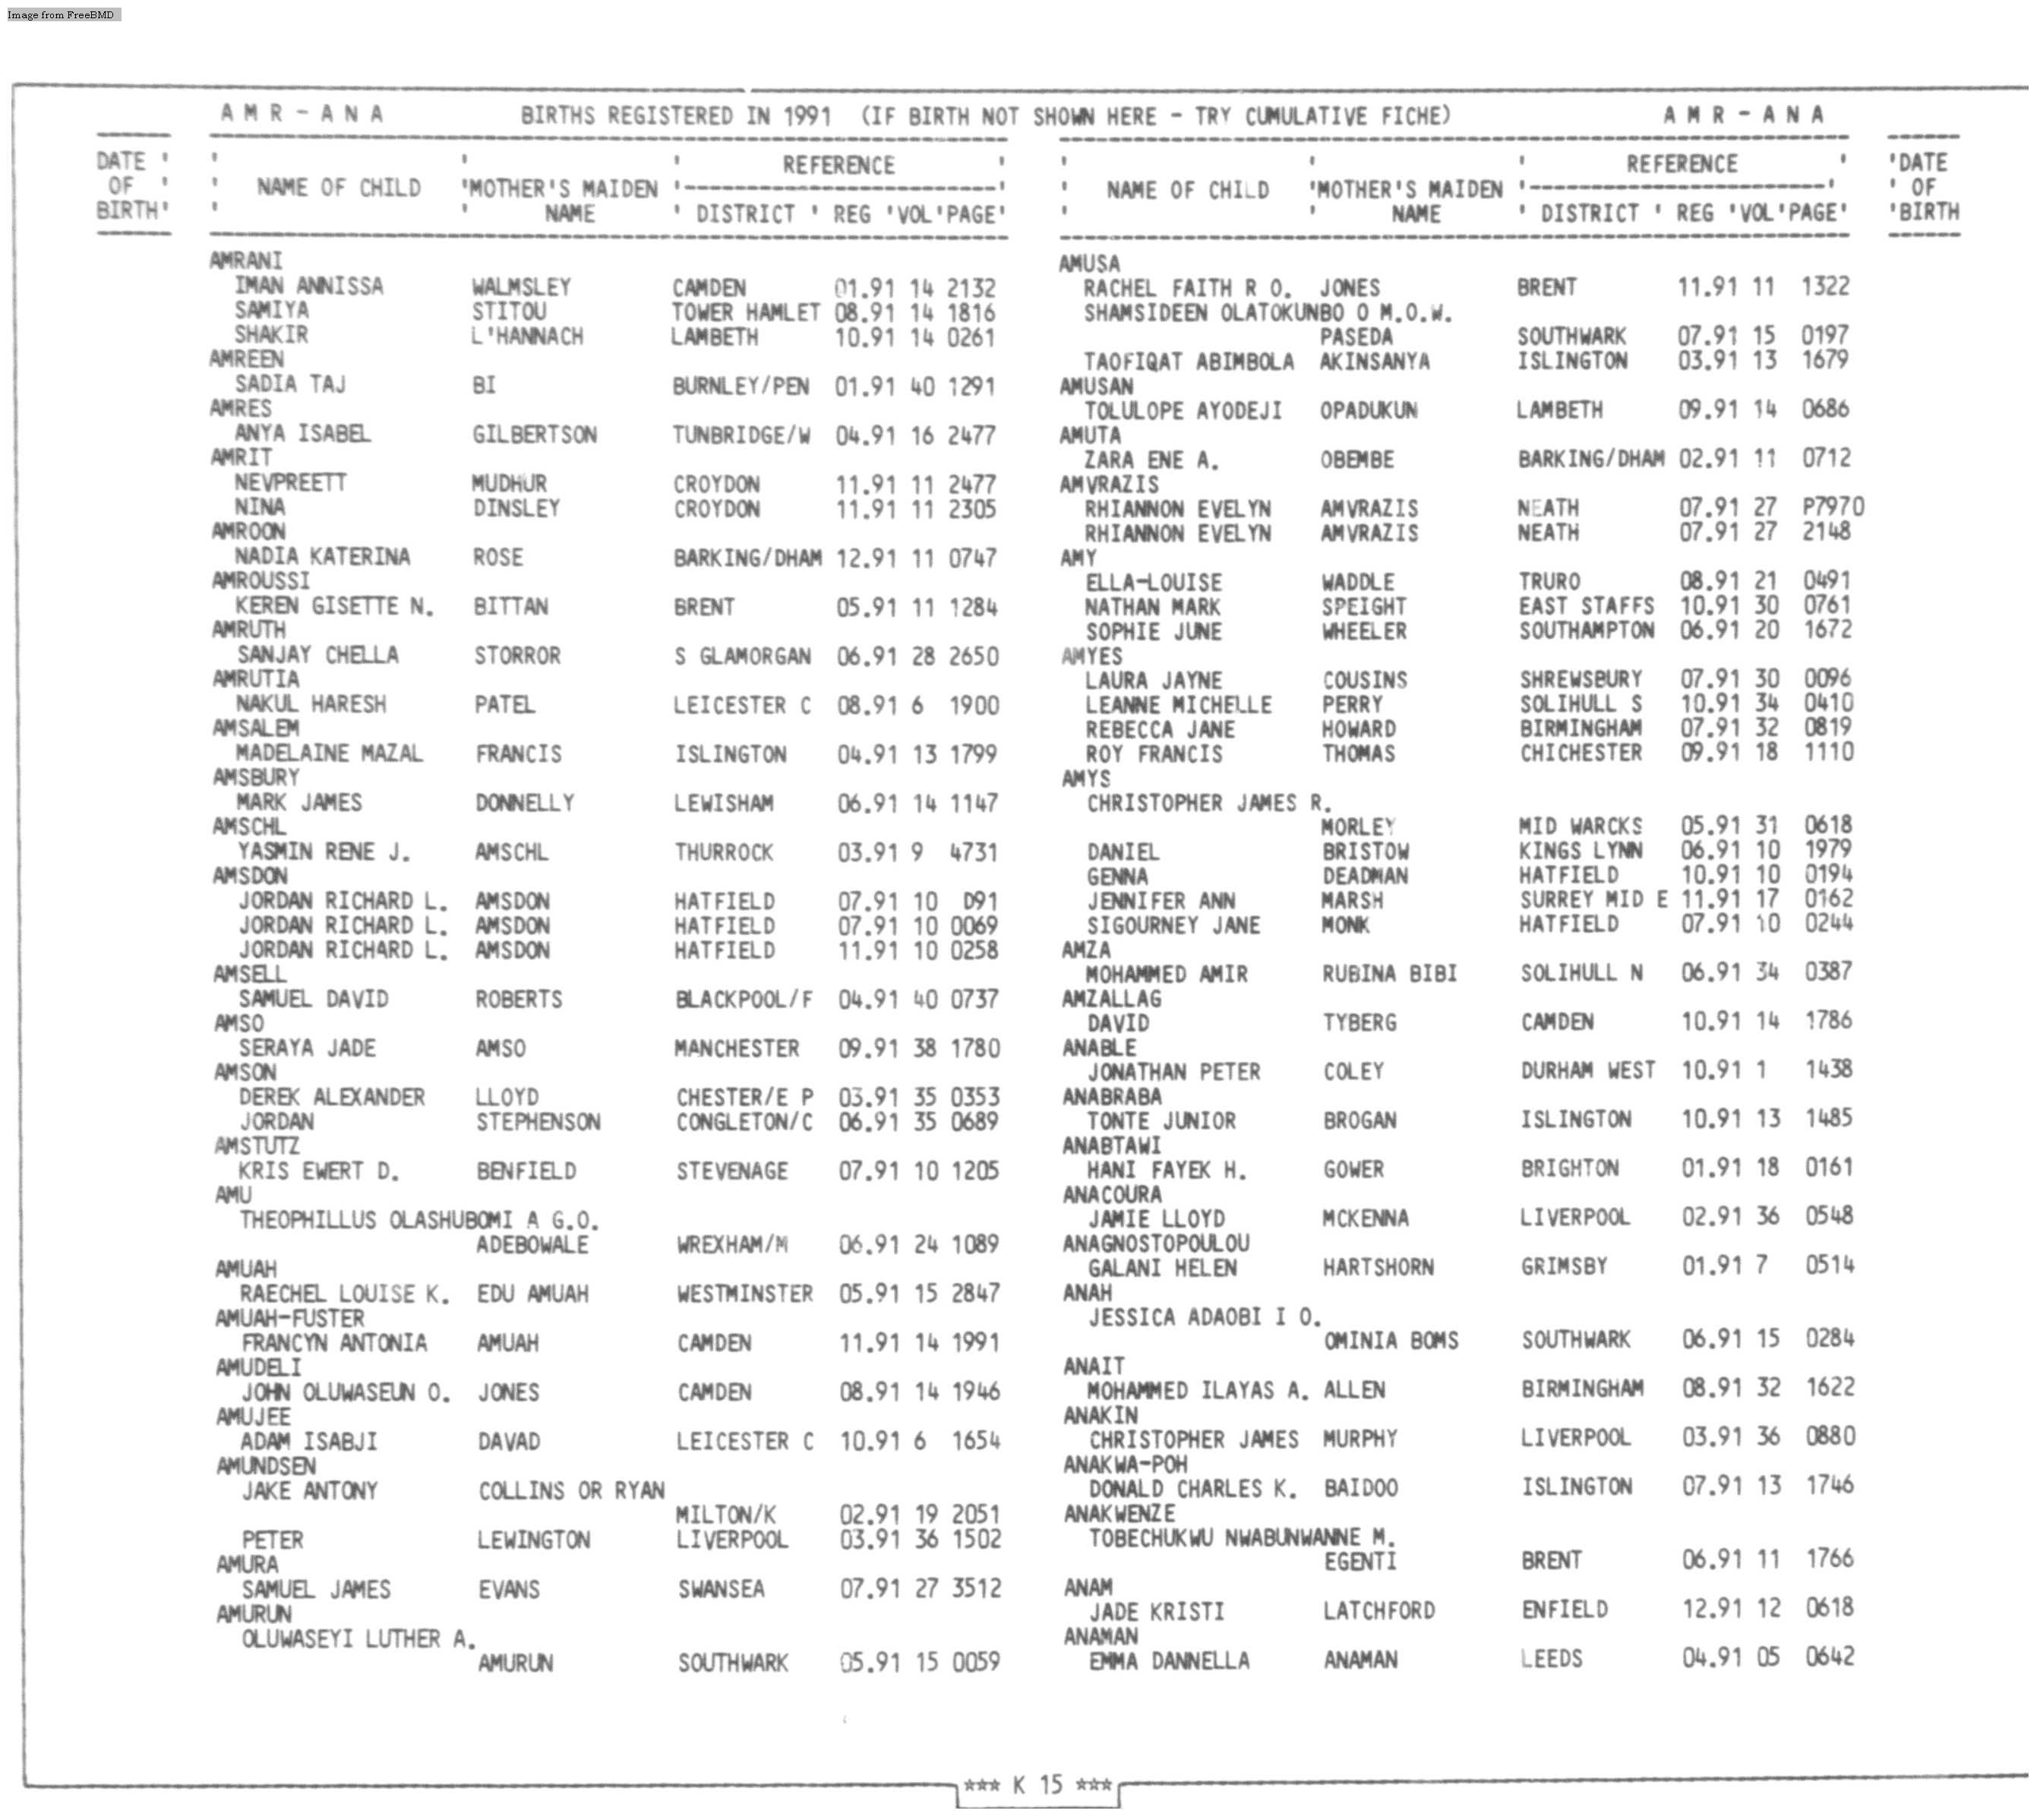 Image from FreeBMD
A M R - A N A BIRTHS REGISTERED IN 1991 (IF BIRTH NOT SHOWN HERE - TRY CUMULATIVE FICHE) A M R - A N A
DATE OF BIRTH
NAME OF CHILD MOTHER'S MAIDEN NAME REFERENCE DISTRICT REG VOL PAGE
AMRANI
IMAN ANNISSA WALMSLEY CAMDEN 01.91 14 2132
SAMIYA STITOU TOWER HAMLET 08.91 14 1816
SHAKIR L'HANNACH LAMBETH 10.91 14 0261
AMREEN
SADIA TAJ BI BURNLEY/PEN 01.91 40 1291
AMRES
ANYA ISABEL GILBERTSON TUNBRIDGE/W 04.91 16 2477
AMRIT
NEVPREETT MUDHUR CROYDON 11.91 11 2477
NINA DINSLEY CROYDON 11.91 11 2305
AMROON
NADIA KATERINA ROSE BARKING/DHAM 12.91 11 0747
AMROUSSI
KEREN GISETTE N. BITTAN BRENT 05.91 11 1284
AMRUTH
SANJAY CHELLA STORROR S GLAMORGAN 06.91 28 2650
AMRUTIA
NAKUL HARESH PATEL LEICESTER C 08.91 6 1900
AMSALEM
MADELAINE MAZAL FRANCIS ISLINGTON 04.91 13 1799
AMSBURY
MARK JAMES DONNELLY LEWISHAM 06.91 14 1147
AMSCHL
YASMIN RENE J. AMSCHL THURROCK 03.91 9 4731
AMSDON
JORDAN RICHARD L. AMSDON HATFIELD 07.91 10 D91
JORDAN RICHARD L. AMSDON HATFIELD 07.91 10 0069
JORDAN RICHARD L. AMSDON HATFIELD 11.91 10 0258
AMSELL
SAMUEL DAVID ROBERTS BLACKPOOL/F 04.91 40 0737
AMSO
SERAYA JADE AMSO MANCHESTER 09.91 38 1780
AMSON
DEREK ALEXANDER LLOYD CHESTER/E P 03.91 35 0353
JORDAN STEPHENSON CONGLETON/C 06.91 35 0689
AMSTUTZ
KRIS EWERT D. BENFIELD STEVENAGE 07.91 10 1205
AMU
THEOPHILLUS OLASHUBOMI A G.O.
ADEBOWALE WREXHAM/M 06.91 24 1089
AMUAH
RAECHEL LOUISE K. EDU AMUAH WESTMINSTER 05.91 15 2847
AMUAH-FUSTER
FRANCYN ANTONIA AMUAH CAMDEN 11.91 14 1991
AMUDELI
JOHN OLUWASEUN O. JONES CAMDEN 08.91 14 1946
AMUJEE
ADAM ISABJI DAVAD LEICESTER C 10.91 6 1654
AMUNDSEN
JAKE ANTONY COLLINS OR RYAN
MILTON/K 02.91 19 2051
PETER LEWINGTON LIVERPOOL 03.91 36 1502
AMURA
SAMUEL JAMES EVANS SWANSEA 07.91 27 3512
AMURUN
OLUWASEYI LUTHER A.
AMURUN SOUTHWARK 05.91 15 0059
NAME OF CHILD MOTHER'S MAIDEN NAME REFERENCE DISTRICT REG VOL PAGE
DATE OF BIRTH
AMUSA
RACHEL FAITH R O. JONES BRENT 11.91 11 1322
SHAMSIDEEN OLATOKUNBO O M.O.W.
PASEDA SOUTHWARK 07.91 15 0197
TAOFIQAT ABIMBOLA AKINSANYA ISLINGTON 03.91 13 1679
AMUSAN
TOLULOPE AYODEJI OPADUKUN LAMBETH 09.91 14 0686
AMUTA
ZARA ENE A. OBEMBE BARKING/DHAM 02.91 11 0712
AMVRAZIS
RHIANNON EVELYN AMVRAZIS NEATH 07.91 27 P7970
RHIANNON EVELYN AMVRAZIS NEATH 07.91 27 2148
AMY
ELLA-LOUISE WADDLE TRURO 08.91 21 0491
NATHAN MARK SPEIGHT EAST STAFFS 10.91 30 0761
SOPHIE JUNE WHEELER SOUTHAMPTON 06.91 20 1672
AMYES
LAURA JAYNE COUSINS SHREWSBURY 07.91 30 0096
LEANNE MICHELLE PERRY SOLIHULL S 10.91 34 0410
REBECCA JANE HOWARD BIRMINGHAM 07.91 32 0819
ROY FRANCIS THOMAS CHICHESTER 09.91 18 1110
AMYS
CHRISTOPHER JAMES R.
MORLEY MID WARCKS 05.91 31 0618
DANIEL BRISTOW KINGS LYNN 06.91 10 1979
GENNA DEADMAN HATFIELD 10.91 10 0194
JENNIFER ANN MARSH SURREY MID E 11.91 17 0162
SIGOURNEY JANE MONK HATFIELD 07.91 10 0244
AMZA
MOHAMMED AMIR RUBINA BIBI SOLIHULL N 06.91 34 0387
AMZALLAG
DAVID TYBERG CAMDEN 10.91 14 1786
ANABLE
JONATHAN PETER COLEY DURHAM WEST 10.91 1 1438
ANABRABA
TONTE JUNIOR BROGAN ISLINGTON 10.91 13 1485
ANABTAWI
HANI FAYEK H. GOWER BRIGHTON 01.91 18 0161
ANACOURA
JAMIE LLOYD MCKENNA LIVERPOOL 02.91 36 0548
ANAGNOSTOPOULOU
GALANI HELEN HARTSHORN GRIMSBY 01.91 7 0514
ANAH
JESSICA ADAOBI I O.
OMINIA BOMS SOUTHWARK 06.91 15 0284
ANAIT
MOHAMMED ILAYAS A. ALLEN BIRMINGHAM 08.91 32 1622
ANAKIN
CHRISTOPHER JAMES MURPHY LIVERPOOL 03.91 36 0880
ANAKWA-POH
DONALD CHARLES K. BAIDOO ISLINGTON 07.91 13 1746
ANAKWENZE
TOBECHUKWU NWABUNWANNE M.
EGENTI BRENT 06.91 11 1766
ANAM
JADE KRISTI LATCHFORD ENFIELD 12.91 12 0618
ANAMAN
EMMA DANNELLA ANAMAN LEEDS 04.91 05 0642
*** K 15 ***